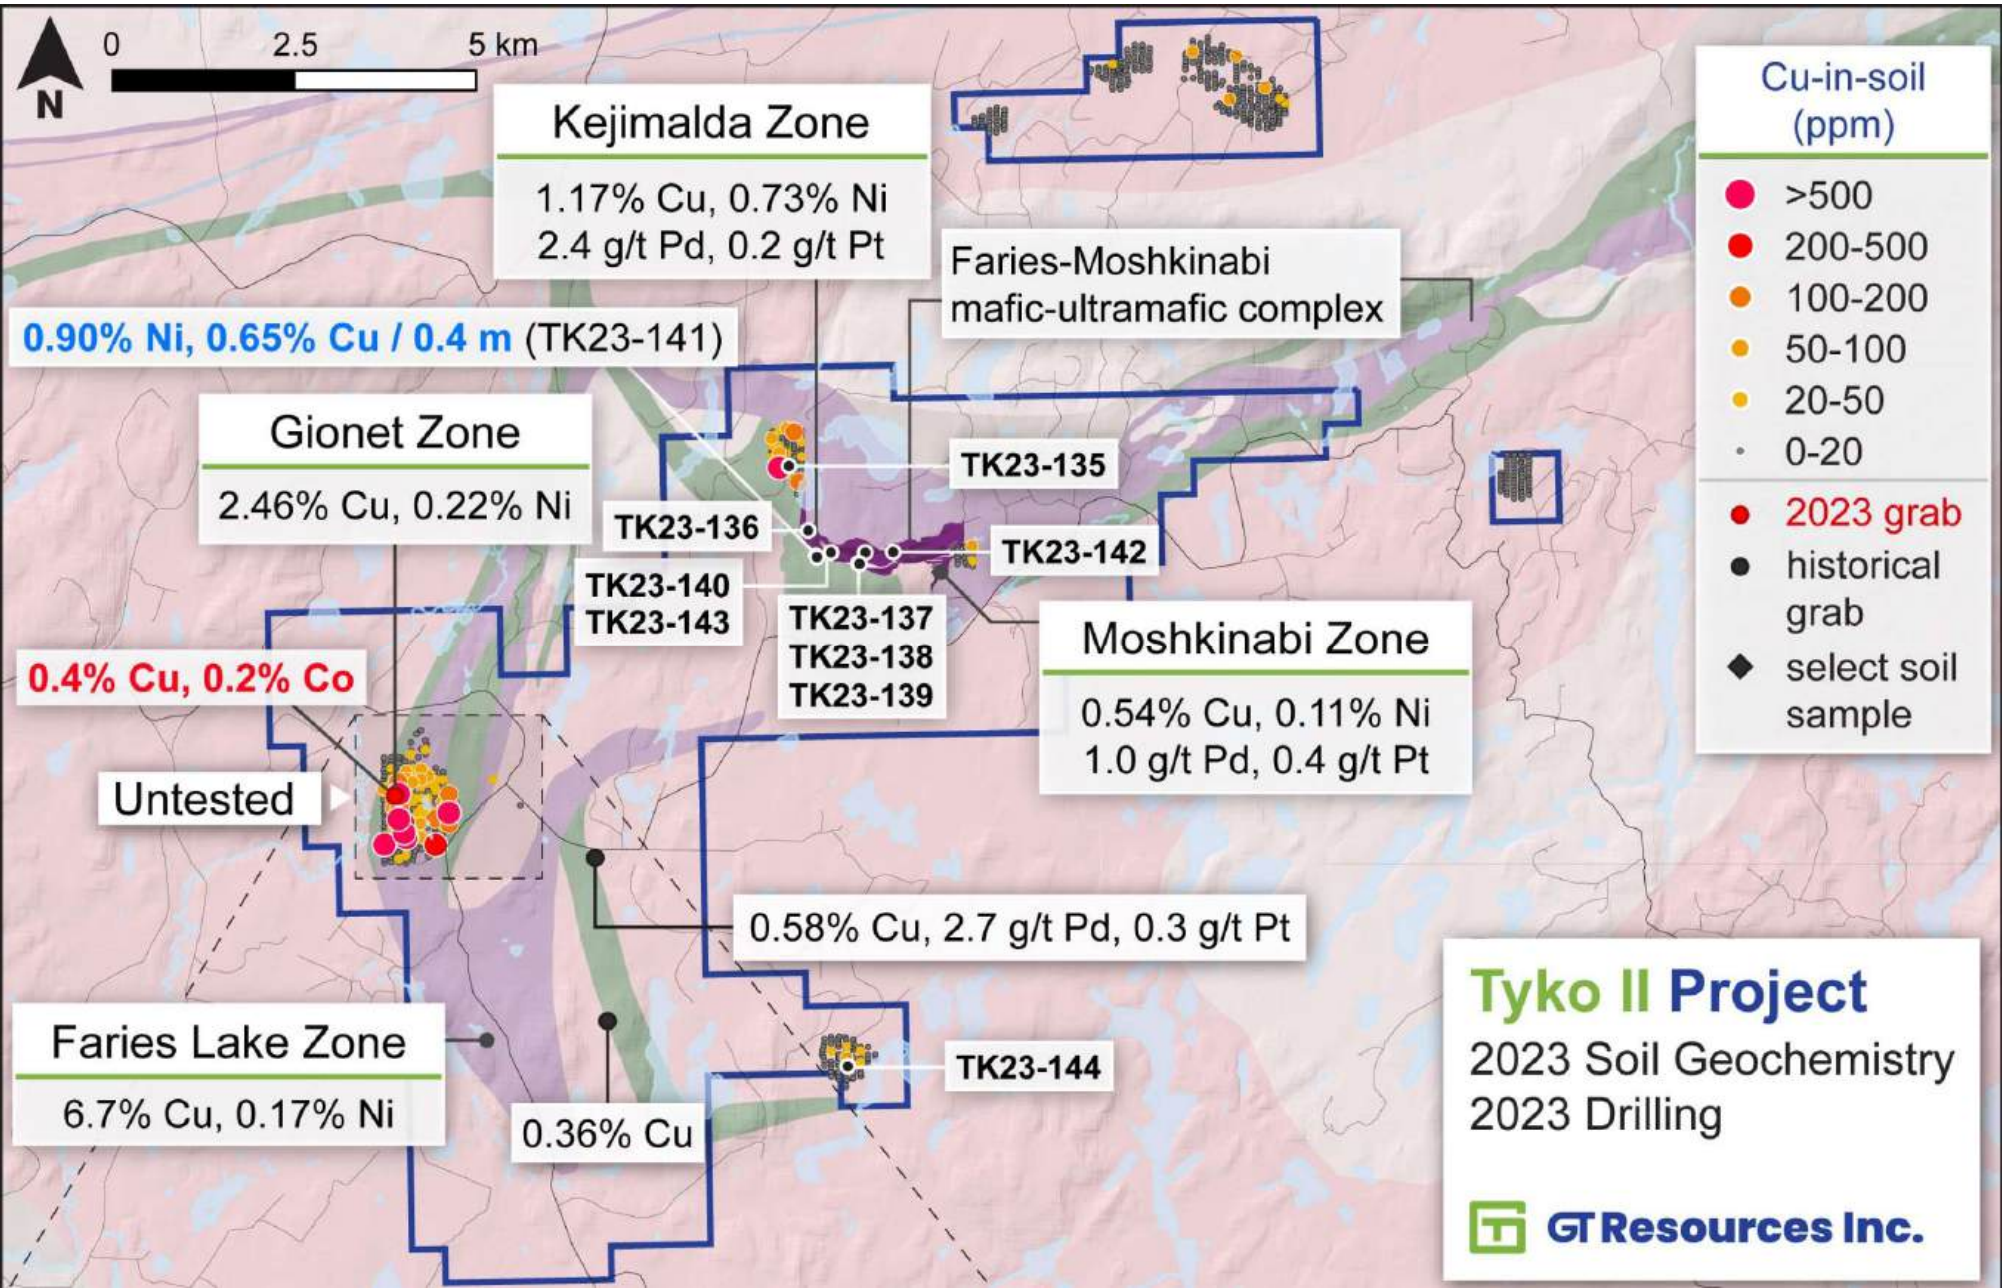 0 2.5 5 km
N
Kejimalda Zone
1.17% Cu, 0.73% Ni
2.4 g/t Pd, 0.2 g/t Pt
Faries-Moshkinabi
mafic-ultramafic complex
0.90% Ni, 0.65% Cu / 0.4 m (TK23-141)
Gionet Zone
2.46% Cu, 0.22% Ni
TK23-135
TK23-136
TK23-142
TK23-140
TK23-143
TK23-137
TK23-138
TK23-139
Moshkinabi Zone
0.54% Cu, 0.11% Ni
1.0 g/t Pd, 0.4 g/t Pt
0.4% Cu, 0.2% Co
Untested
0.58% Cu, 2.7 g/t Pd, 0.3 g/t Pt
Faries Lake Zone
6.7% Cu, 0.17% Ni
0.36% Cu
TK23-144
Cu-in-soil
(ppm)
>500
200-500
100-200
50-100
20-50
0-20
2023 grab
historical
grab
select soil
sample
Tyko II Project
2023 Soil Geochemistry
2023 Drilling
GT Resources Inc.